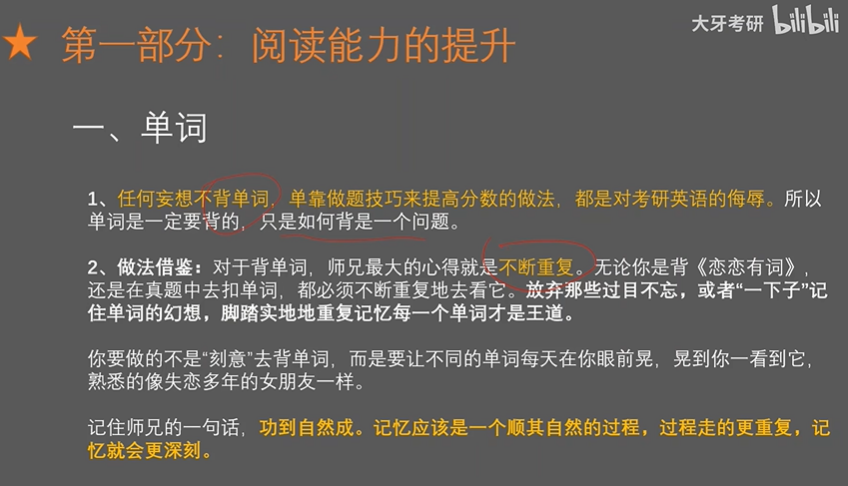 大牙考研 bilibili
★ 第一部分：阅读能力的提升
一、单词
1、任何妄想不背单词，单靠做题技巧来提高分数的做法，都是对考研英语的侮辱。所以
单词是一定要背的，只是如何背是一个问题。
2、做法借鉴：对于背单词，师兄最大的心得就是不断重复。无论你是背《恋恋有词》，
还是在真题中去扣单词，都必须不断重复地去看它。放弃那些过目不忘，或者“一下子”记
住单词的幻想，脚踏实地地重复记忆每一个单词才是王道。
你要做的不是“刻意”去背单词，而是要让不同的单词每天在你眼前晃，晃到你一看到它，
熟悉的像失恋多年的女朋友一样。
记住师兄的一句话，功到自然成。记忆应该是一个顺其自然的过程，过程走的更重复，记
忆就会更深刻。